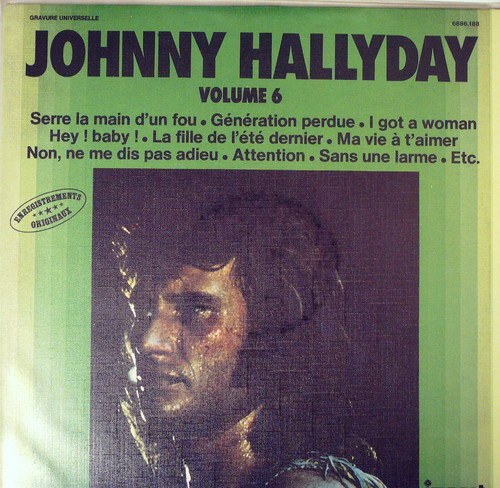 GRAVURE UNIVERSELLE
6886.188
JOHNNY HALLYDAY
VOLUME 6
Serre la main d'un fou • Génération perdue • I got a woman
Hey ! baby ! • La fille de l'été dernier • Ma vie à t'aimer
Non, ne me dis pas adieu • Attention • Sans une larme • Etc.
ENREGISTREMENTS
ORIGINAUX